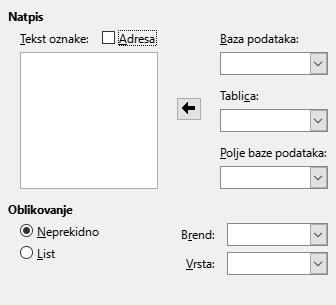 Natpis
Tekst oznake:
Adresa
Baza podataka:
Tablica:
Polje baze podataka:
Oblikovanje
Neprekidno
List
Brend:
Vrsta: